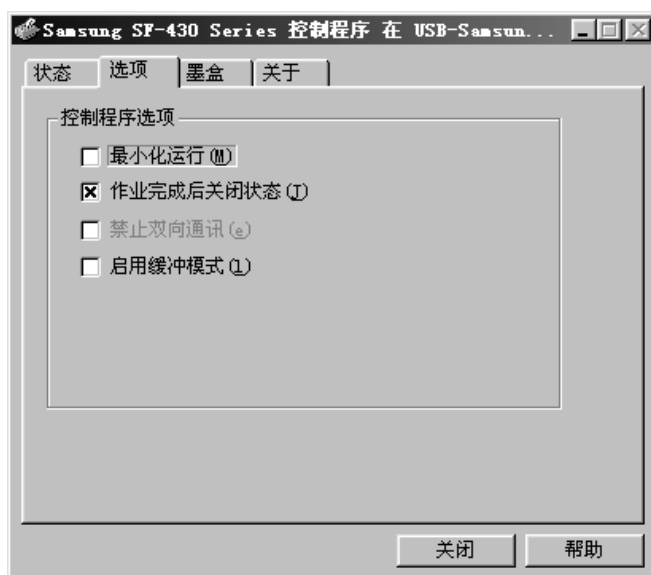 Samsung SF-430 Series 控制程序 在 USB-Samsun...
状态 选项 墨盒 关于
控制程序选项
最小化运行(M)
作业完成后关闭状态(J)
禁止双向通讯(e)
启用缓冲模式(l)
关闭 帮助